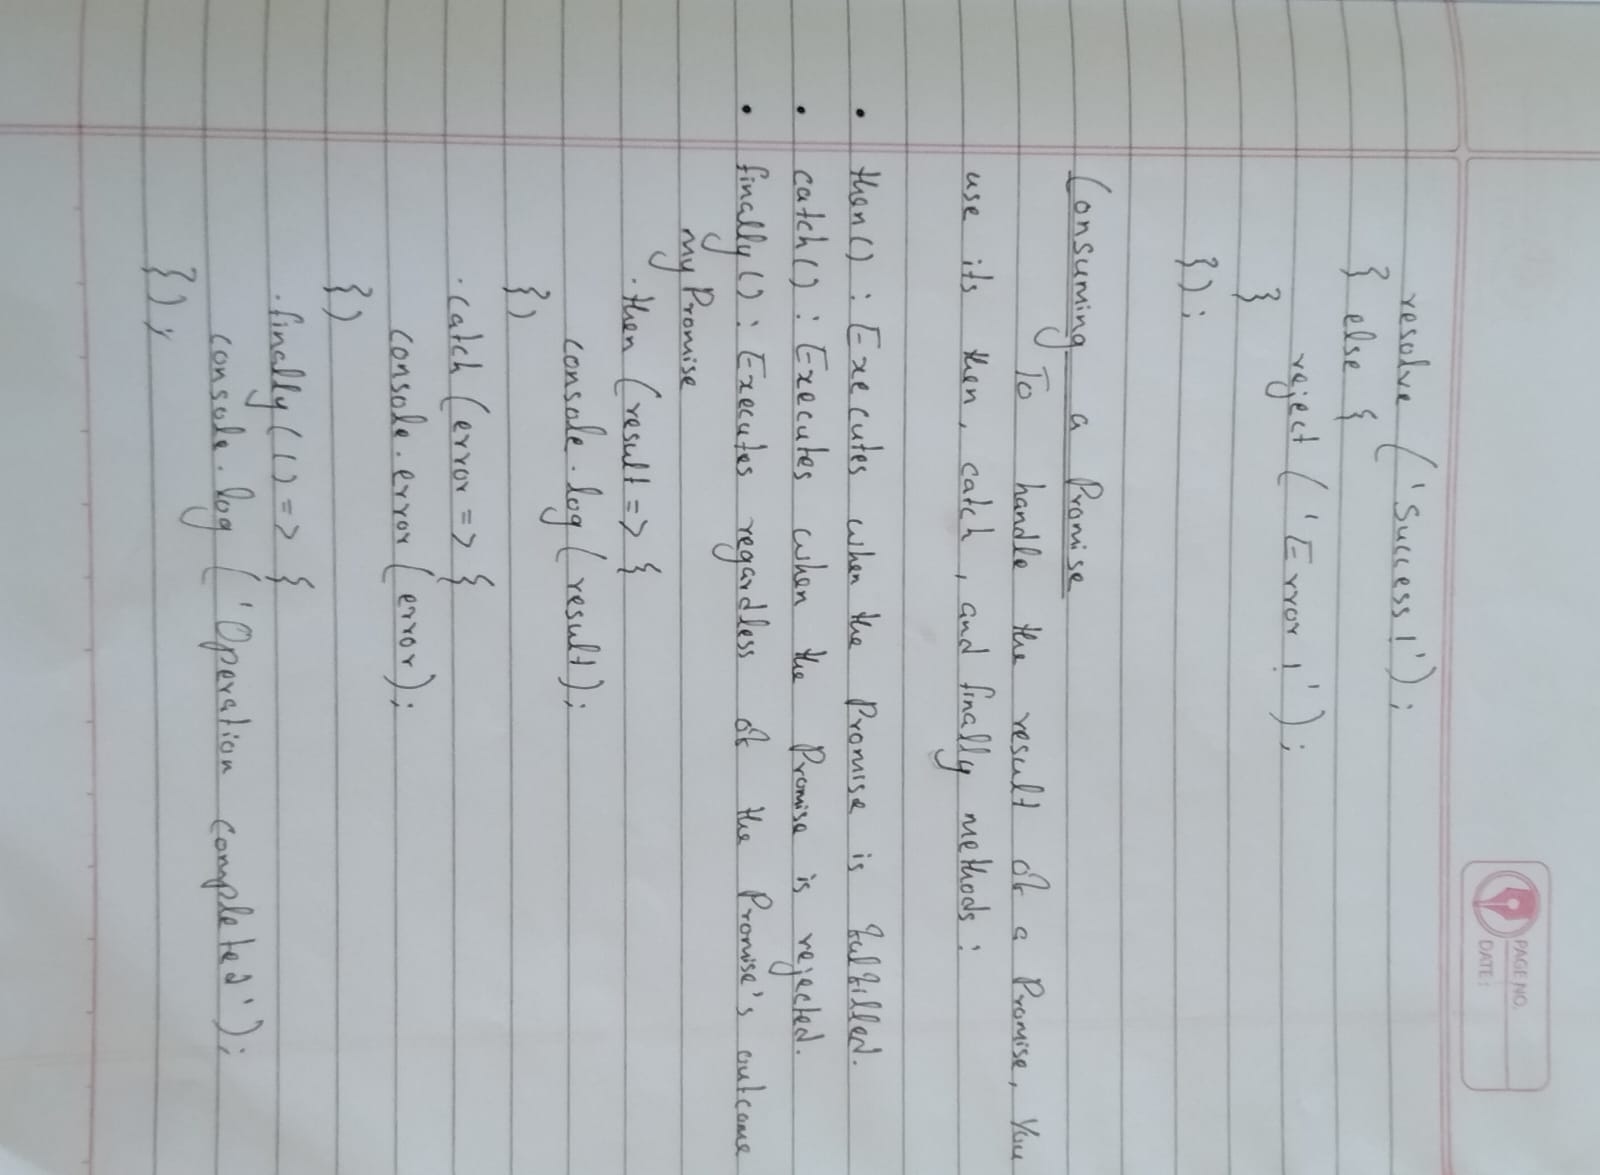 PAGE NO.
DATE:
resolve ('Success!');
} else {
reject ('Error!');
}
});
Consuming a Promise
To handle the result of a Promise, You
use its then, catch, and finally methods:
• then() : Executes when the Promise is fulfilled.
• catch() : Executes when the Promise is rejected.
• finally() : Executes regardless of the Promise's outcome
my Promise
.then (result => {
console.log (result);
})
.catch (error => {
console.error (error);
})
.finally (() => {
console.log ('Operation completed');
});